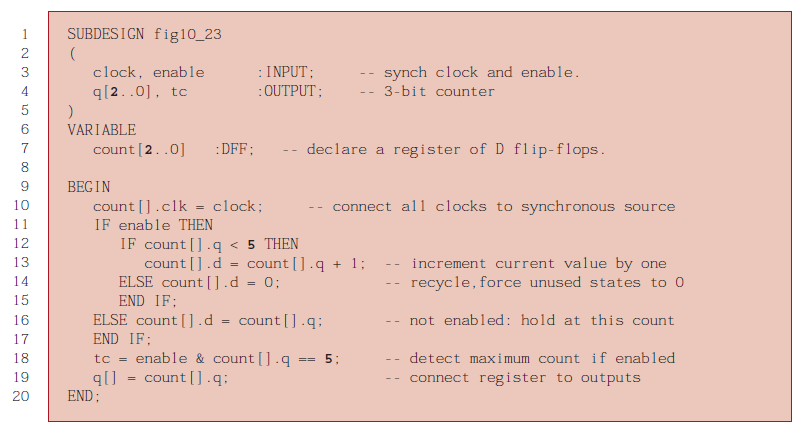 1 SUBDESIGN fig10_23
2 (
3 clock, enable :INPUT; -- synch clock and enable.
4 q[2..0], tc :OUTPUT; -- 3-bit counter
5 )
6 VARIABLE
7 count[2..0] :DFF; -- declare a register of D flip-flops.
8
9 BEGIN
10 count[].clk = clock; -- connect all clocks to synchronous source
11 IF enable THEN
12 IF count[].q < 5 THEN
13 count[].d = count[].q + 1; -- increment current value by one
14 ELSE count[].d = 0; -- recycle,force unused states to 0
15 END IF;
16 ELSE count[].d = count[].q; -- not enabled: hold at this count
17 END IF;
18 tc = enable & count[].q == 5; -- detect maximum count if enabled
19 q[] = count[].q; -- connect register to outputs
20 END;